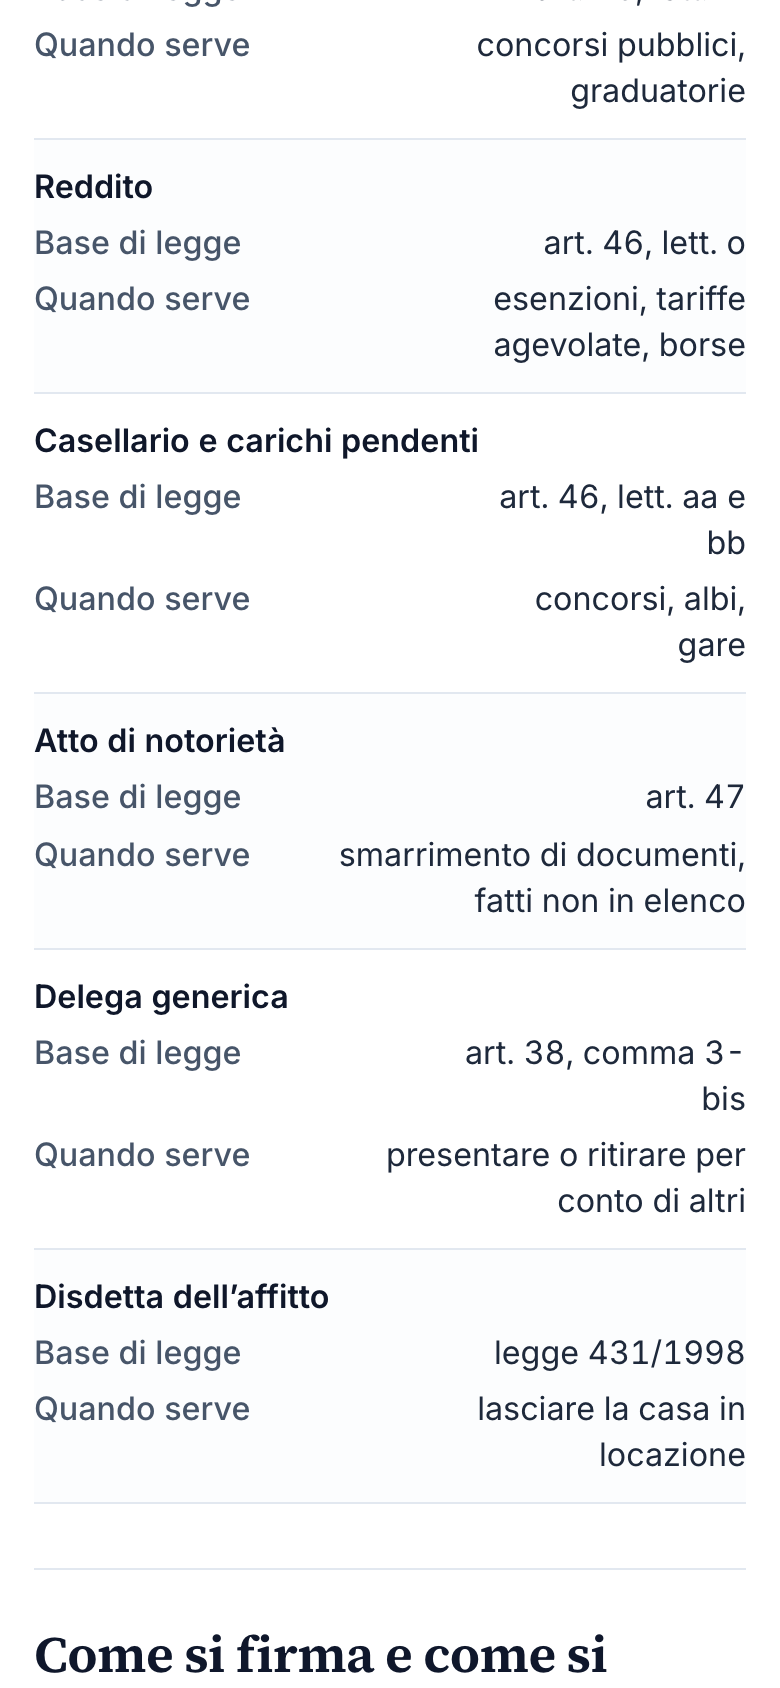 Quando serve concorsi pubblici,
graduatorie
Reddito
Base di legge art. 46, lett. o
Quando serve esenzioni, tariffe
agevolate, borse
Casellario e carichi pendenti
Base di legge art. 46, lett. aa e
bb
Quando serve concorsi, albi,
gare
Atto di notorietà
Base di legge art. 47
Quando serve smarrimento di documenti,
fatti non in elenco
Delega generica
Base di legge art. 38, comma 3-
bis
Quando serve presentare o ritirare per
conto di altri
Disdetta dell’affitto
Base di legge legge 431/1998
Quando serve lasciare la casa in
locazione
Come si firma e come si